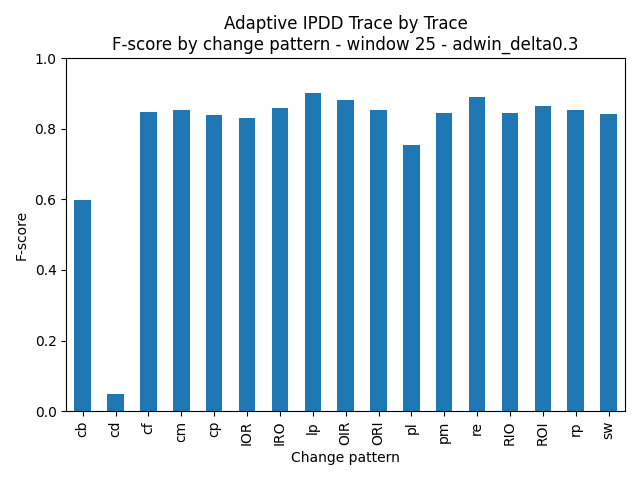 Adaptive IPDD Trace by Trace
F-score by change pattern - window 25 - adwin_delta0.3
1.0
0.8
0.6
0.4
0.2
0.0
F-score
cb
cd
cf
cm
cp
IOR
IRO
lp
OIR
ORI
pl
pm
re
RIO
ROI
rp
sw
Change pattern